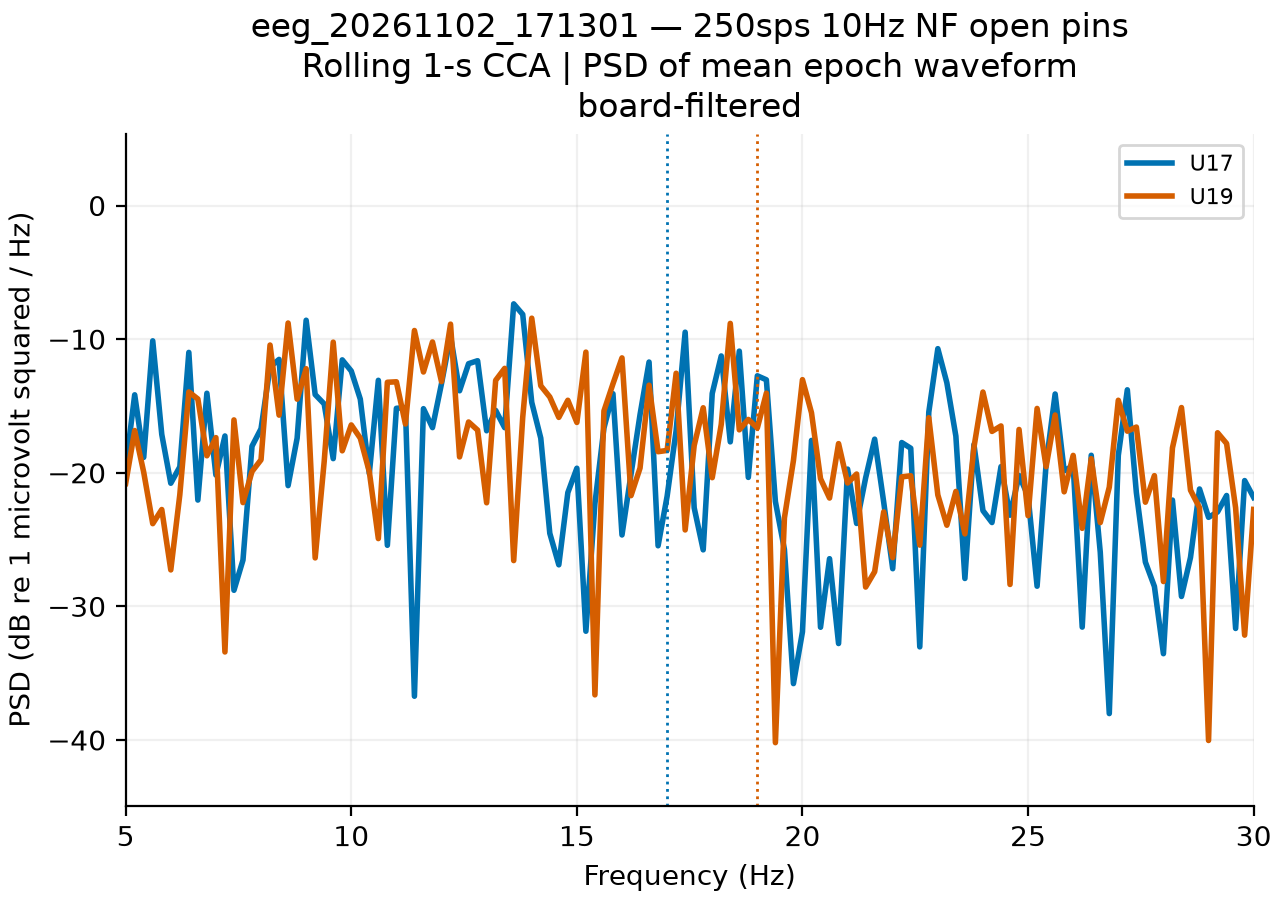 eeg_20261102_171301 — 250sps 10Hz NF open pins
Rolling 1-s CCA | PSD of mean epoch waveform
board-filtered
U17
U19
PSD (dB re 1 microvolt squared / Hz)
0
−10
−20
−30
−40
5
10
15
20
25
30
Frequency (Hz)